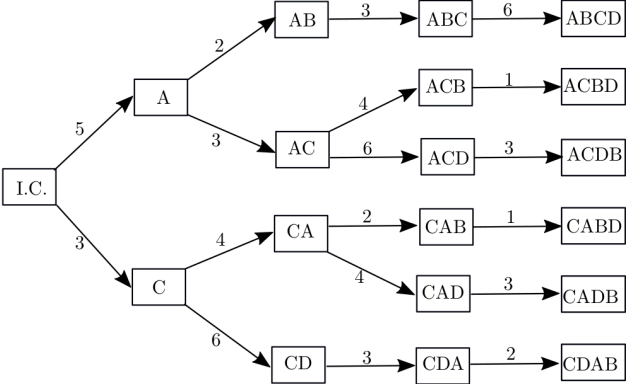 AB 3 ABC 6 ABCD
2
A
ACB 1 ACBD
5
4
3
AC 6 ACD 3 ACDB
I.C.
CA 2 CAB 1 CABD
3
4
4
C
CAD 3 CADB
6
CD 3 CDA 2 CDAB